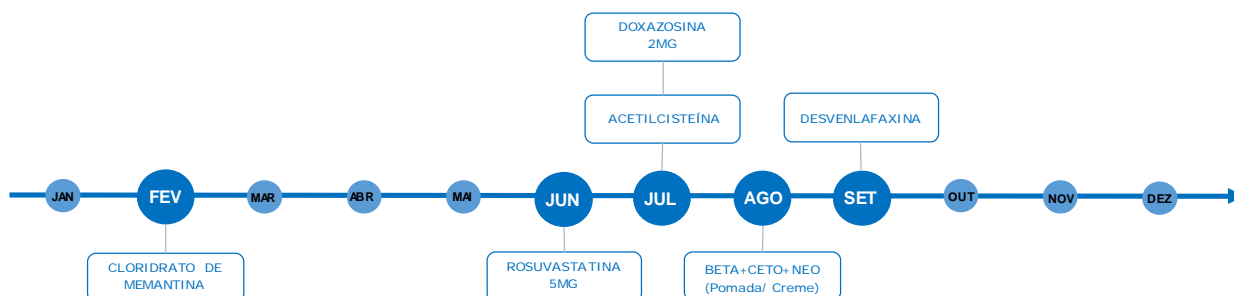 DOXAZOSINA
2MG
ACETILCISTEÍNA
DESVENLAFAXINA
JAN
FEV
MAR
ABR
MAI
JUN
JUL
AGO
SET
OUT
NOV
DEZ
CLORIDRATO DE
MEMANTINA
ROSUVASTATINA
5MG
BETA+CETO+NEO
(Pomada/ Creme)